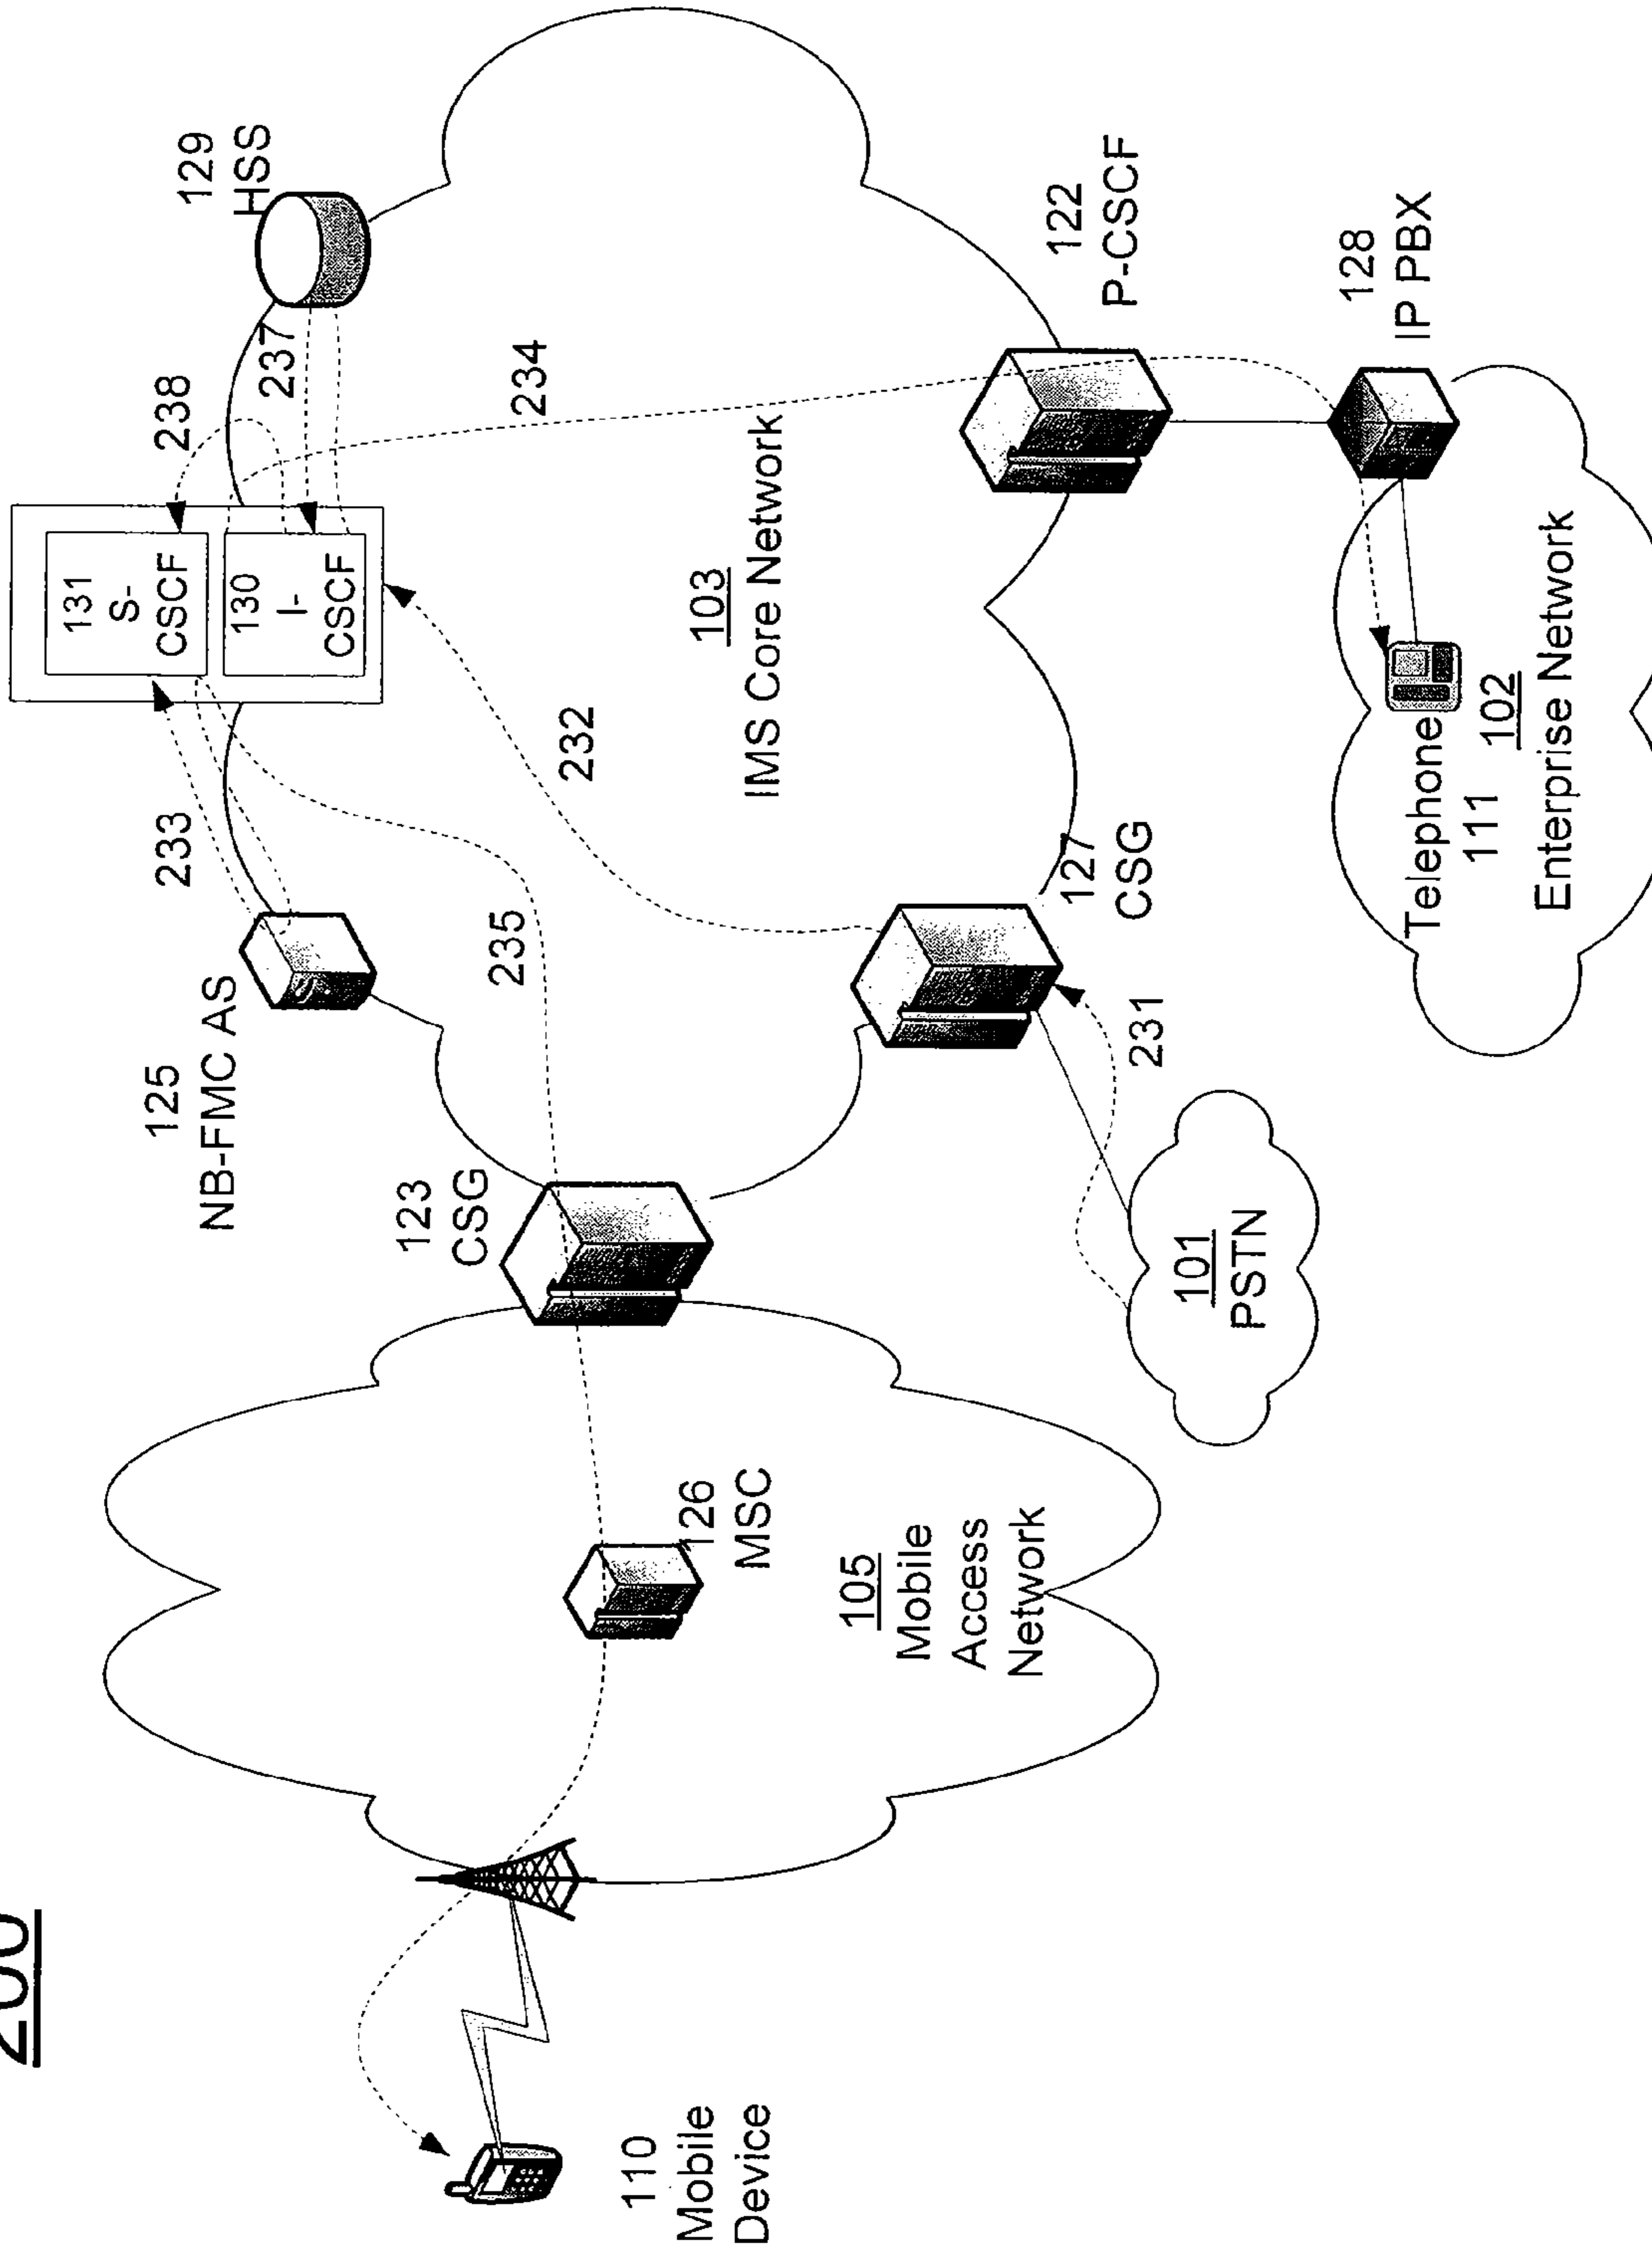 200
131
S-
CSCF
130
I-
CSCF
238
129
HSS
237
233
125
NB-FMC AS
123
CSG
235
232
234
103
IMS Core Network
110
Mobile
Device
126
MSC
105
Mobile
Access
Network
127
CSG
122
P-CSCF
231
101
PSTN
128
IP PBX
Telephone
111
102
Enterprise Network